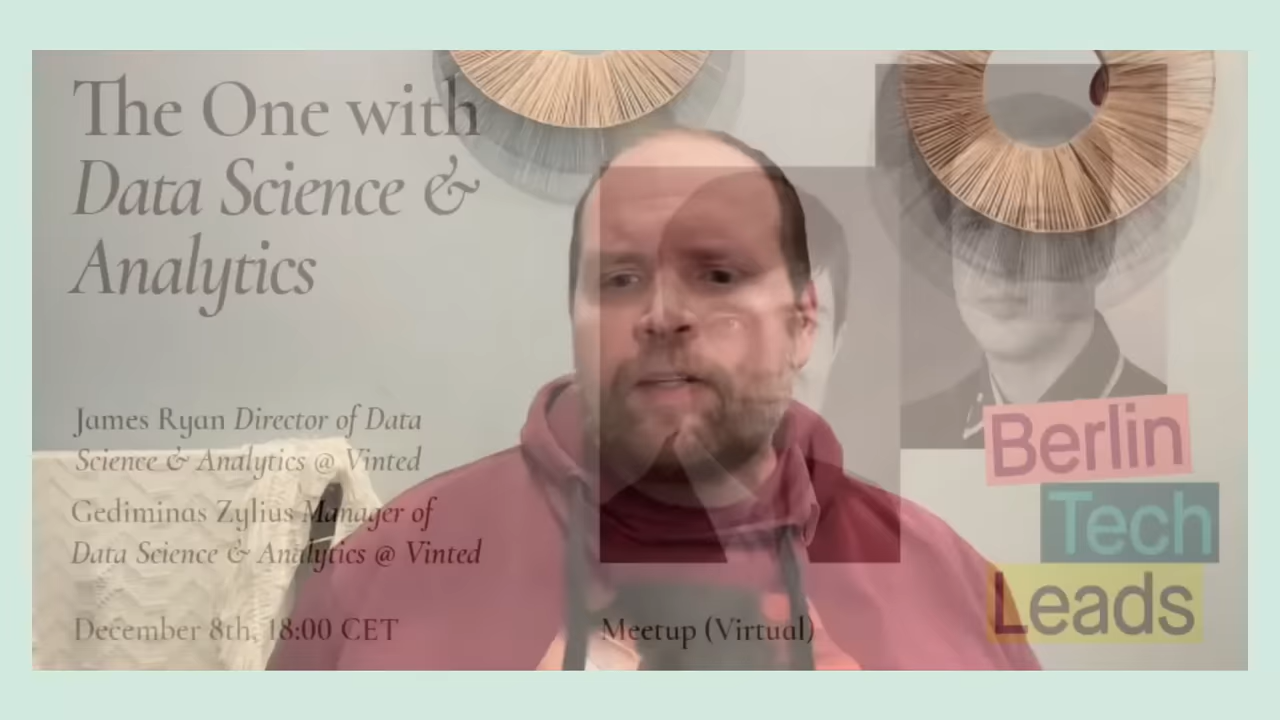 The One with
Data Science &
Analytics
James Ryan Director of Data
Science & Analytics @ Vinted
Gediminas Zylius Manager of
Data Science & Analytics @ Vinted
December 8th, 18:00 CET
Meetup (Virtual)
Berlin
Tech
Leads